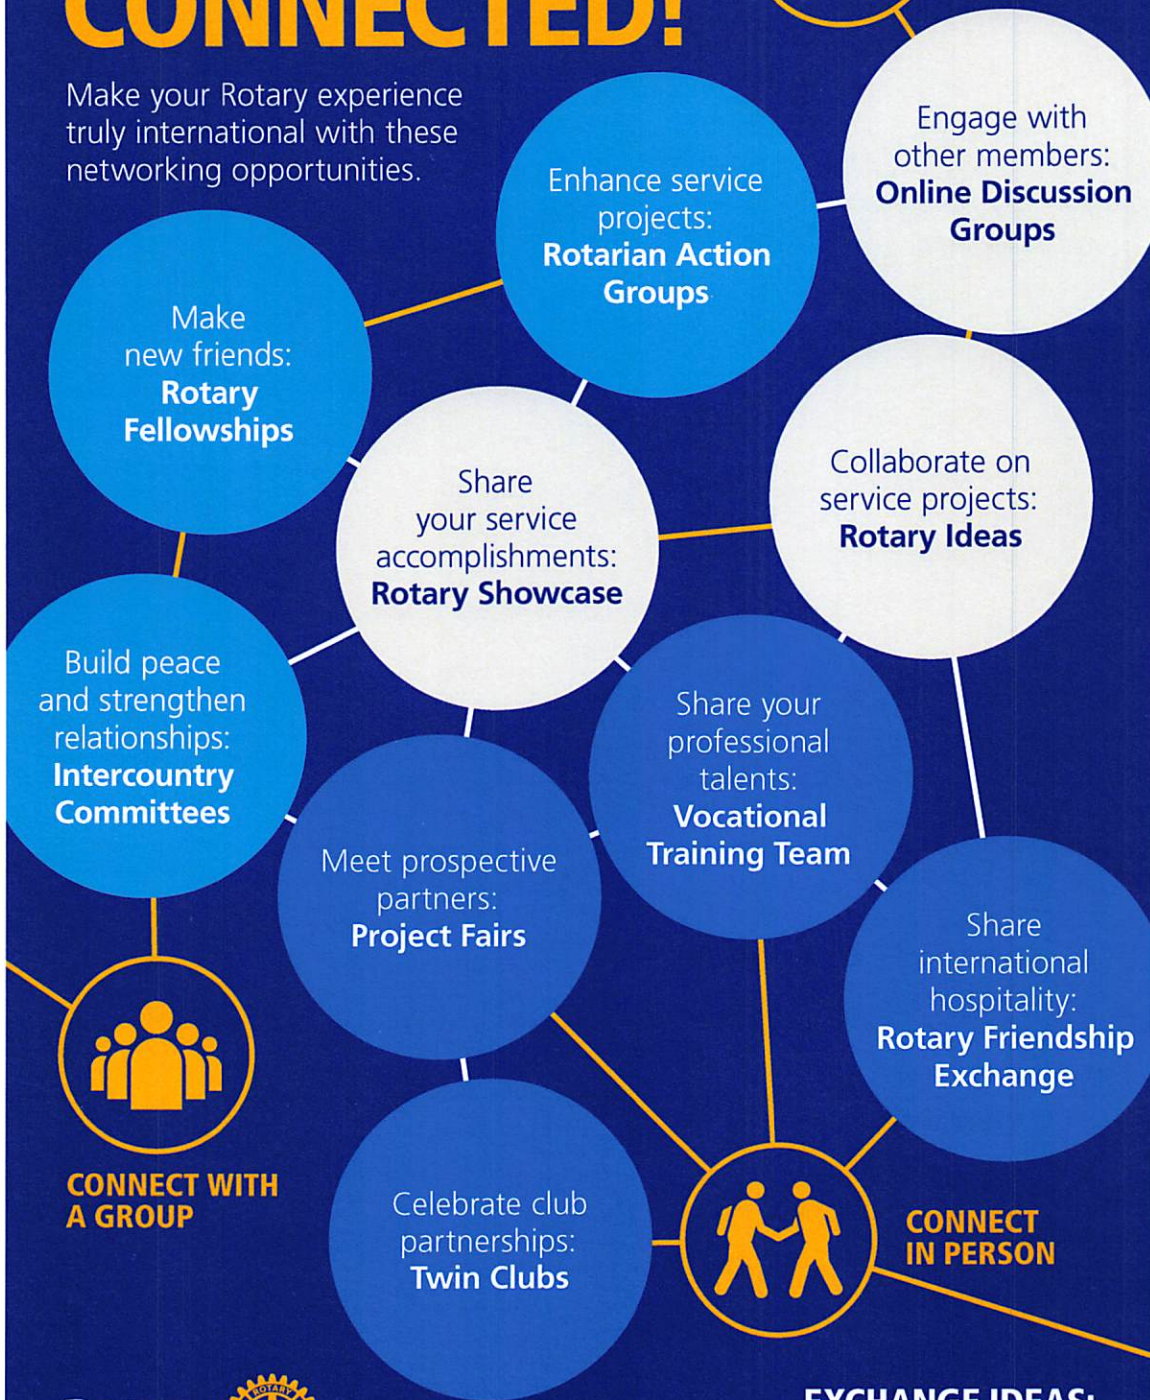 CONNECTED!
Make your Rotary experience
truly international with these
networking opportunities.
Engage with
other members:
Online Discussion
Groups
Enhance service
projects:
Rotarian Action
Groups
Make
new friends:
Rotary
Fellowships
Share
your service
accomplishments:
Rotary Showcase
Collaborate on
service projects:
Rotary Ideas
Build peace
and strengthen
relationships:
Intercountry
Committees
Share your
professional
talents:
Vocational
Training Team
Meet prospective
partners:
Project Fairs
Share
international
hospitality:
Rotary Friendship
Exchange
CONNECT WITH
A GROUP
Celebrate club
partnerships:
Twin Clubs
CONNECT
IN PERSON
ROTARY
EXCHANGE IDEAS: